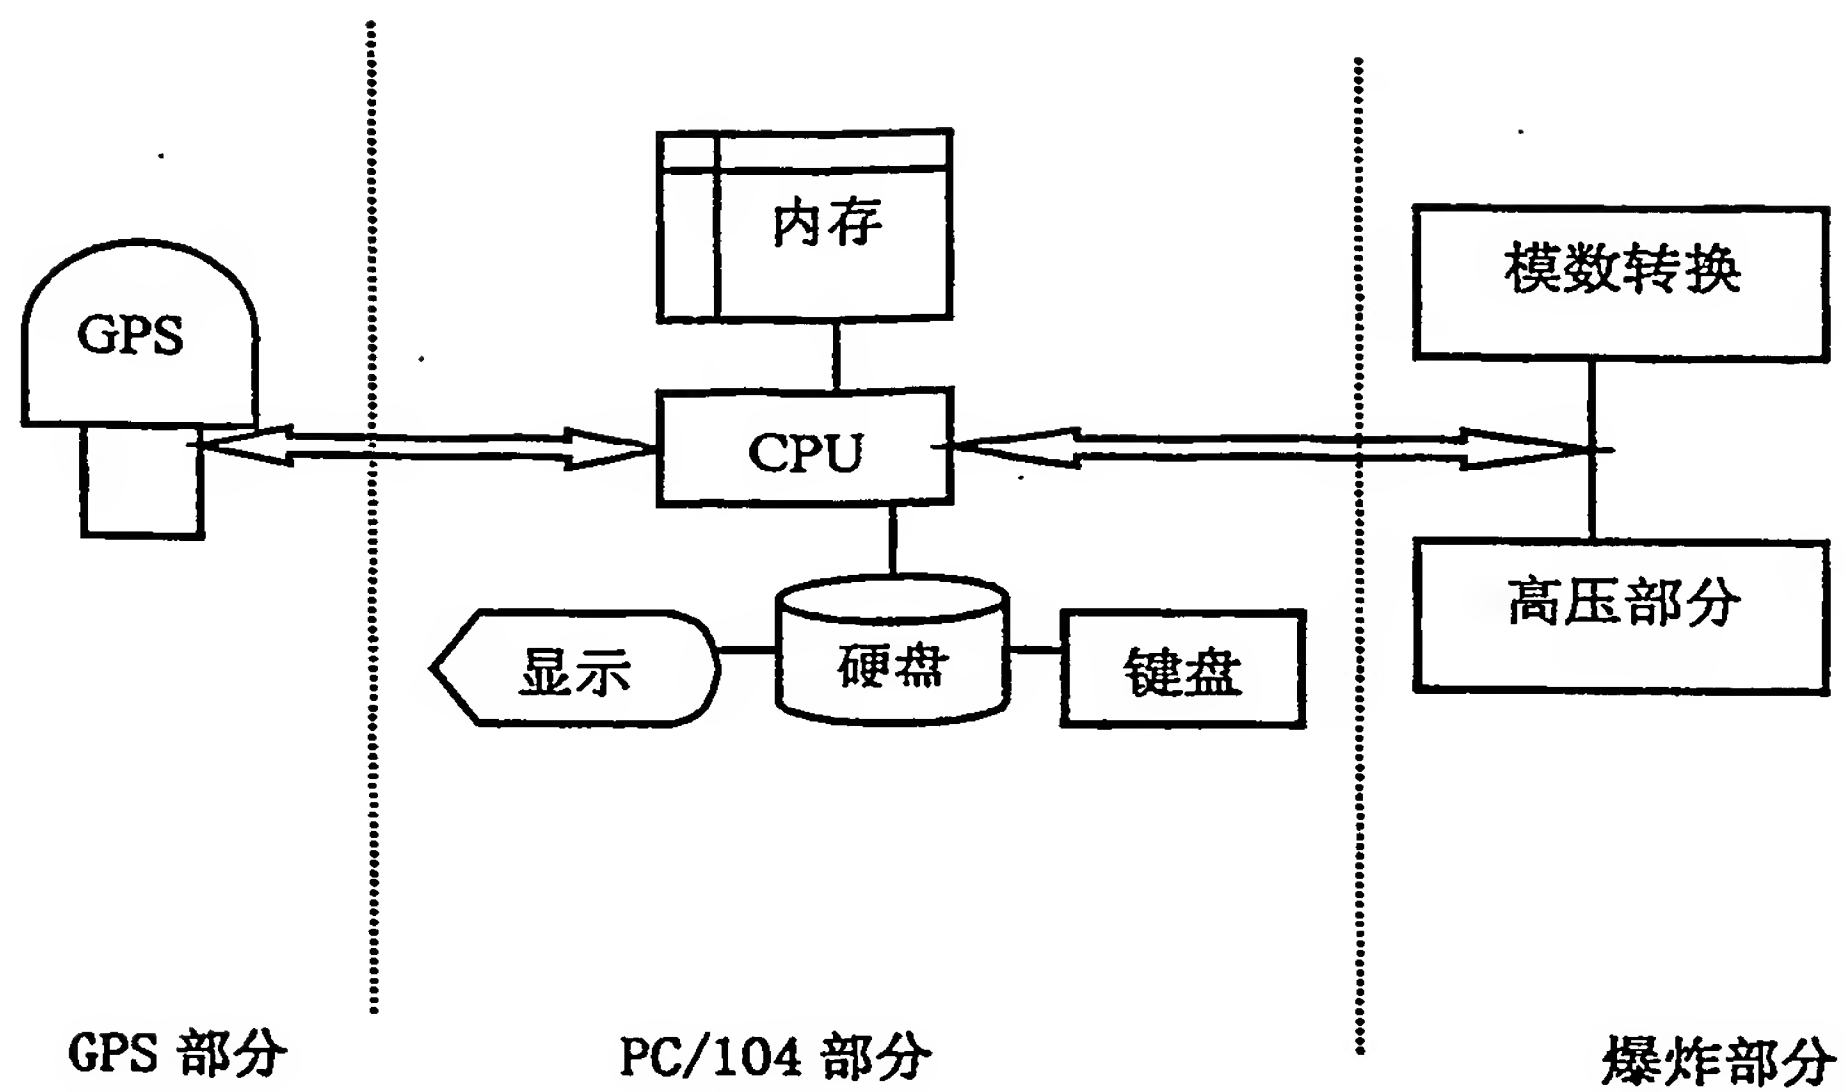 内存
模数转换
GPS
CPU
高压部分
显示
硬盘
键盘
GPS 部分
PC/104 部分
爆炸部分